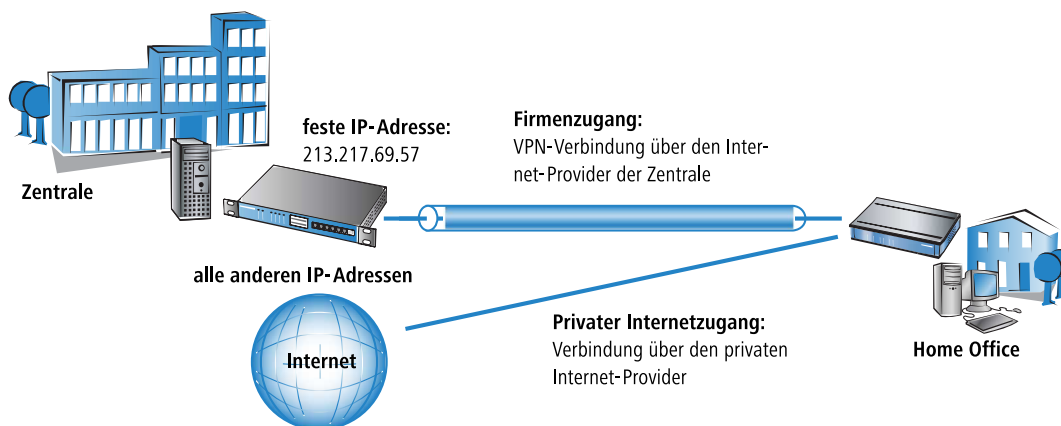 feste IP-Adresse:
213.217.69.57
Firmenzugang:
VPN-Verbindung über den Inter-
net-Provider der Zentrale
Zentrale
alle anderen IP-Adressen
Internet
Privater Internetzugang:
Verbindung über den privaten
Internet-Provider
Home Office